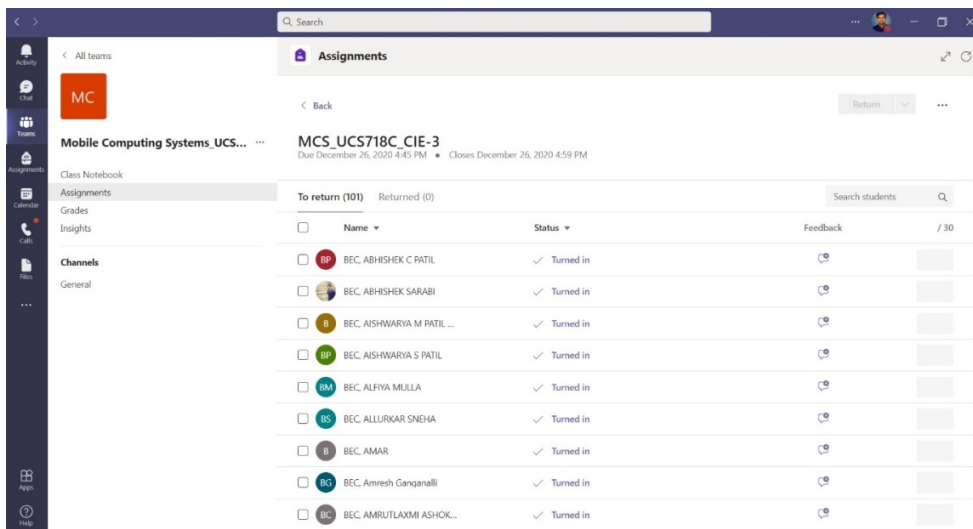 Search
Activity
Chat
Teams
Assignments
Calendar
Calls
Files
Apps
Help
All teams
MC
Mobile Computing Systems_UCS...
Class Notebook
Assignments
Grades
Insights
Channels
General
Assignments
Back
Return
MCS_UCS718C_CIE-3
Due December 26, 2020 4:45 PM • Closes December 26, 2020 4:59 PM
To return (101) Returned (0) Search students
Name Status Feedback / 30
BP BEC, ABHISHEK C PATIL Turned in
BEC, ABHISHEK SARABI Turned in
B BEC, AISHWARYA M PATIL ... Turned in
BP BEC, AISHWARYA S PATIL Turned in
BM BEC, ALFIYA MULLA Turned in
BS BEC, ALLURKAR SNEHA Turned in
B BEC, AMAR Turned in
BG BEC, Amresh Ganganalli Turned in
BC BEC, AMRUTLAXMI ASHOK... Turned in